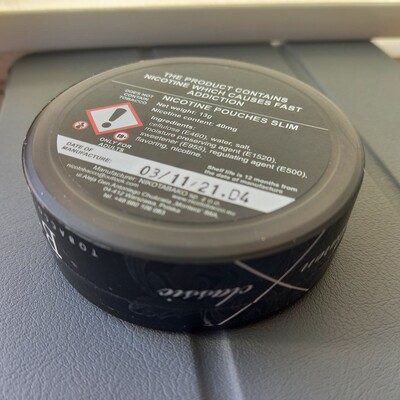 THE PRODUCT CONTAINS
NICOTINE WHICH CAUSES FAST
ADDICTION
DOES NOT
CONTAIN
TOBACCO
NICOTINE POUCHES SLIM
Net weight: 13g
Nicotine content: 40mg
Ingredients:
(E460), water, salt,
moisture preserving agent (E1520),
sweetener (E955), regulating agent (E500),
flavoring, nicotine.
ONLY FOR
ADULTS
Shelf life is 12 months from
the date of manufacture
DATE OF
MANUFACTURE:
03/11/21.D4
Manufacturer: NIKOTABAKO sp. z o.o.
Warszawa, Polska
classic